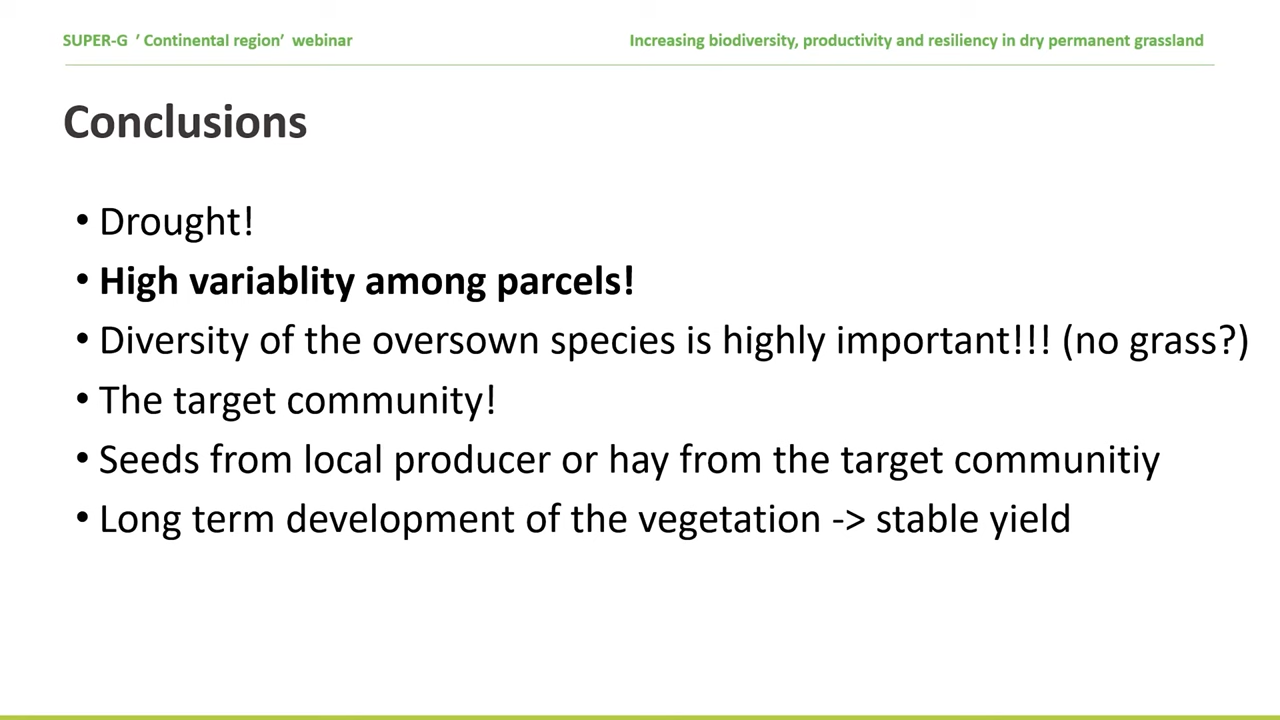 SUPER-G ′ Continental region′ webinar
Increasing biodiversity, productivity and resiliency in dry permanent grassland
Conclusions
• Drought!
• High variablity among parcels!
• Diversity of the oversown species is highly important!!! (no grass?)
• The target community!
• Seeds from local producer or hay from the target communitiy
• Long term development of the vegetation -> stable yield